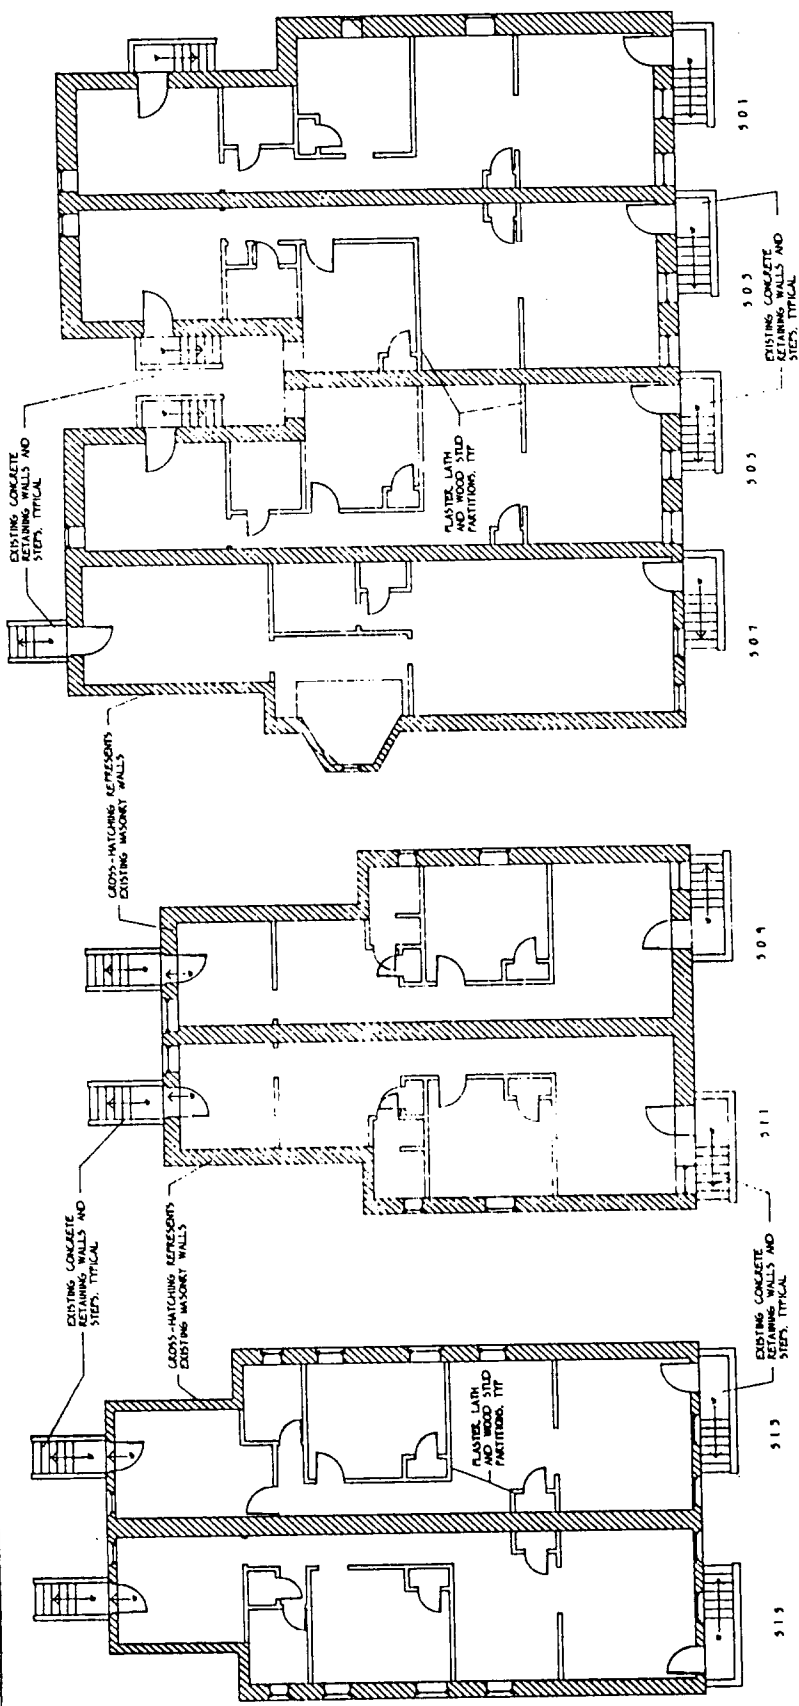 EXISTING CONCRETE
RETAINING WALLS AND
STEPS, TYPICAL
CROSS-HATCHING REPRESENTS
EXISTING MASONRY WALLS
CROSS-HATCHING REPRESENTS
EXISTING MASONRY WALLS
EXISTING CONCRETE
RETAINING WALLS AND
STEPS, TYPICAL
PLASTER, LATH
AND WOOD STUD
PARTITIONS, TYP
PLASTER, LATH
AND WOOD STUD
PARTITIONS, TYP
515
513
511
509
507
505
503
501
EXISTING CONCRETE
RETAINING WALLS AND
STEPS, TYPICAL
EXISTING CONCRETE
RETAINING WALLS AND
STEPS, TYPICAL